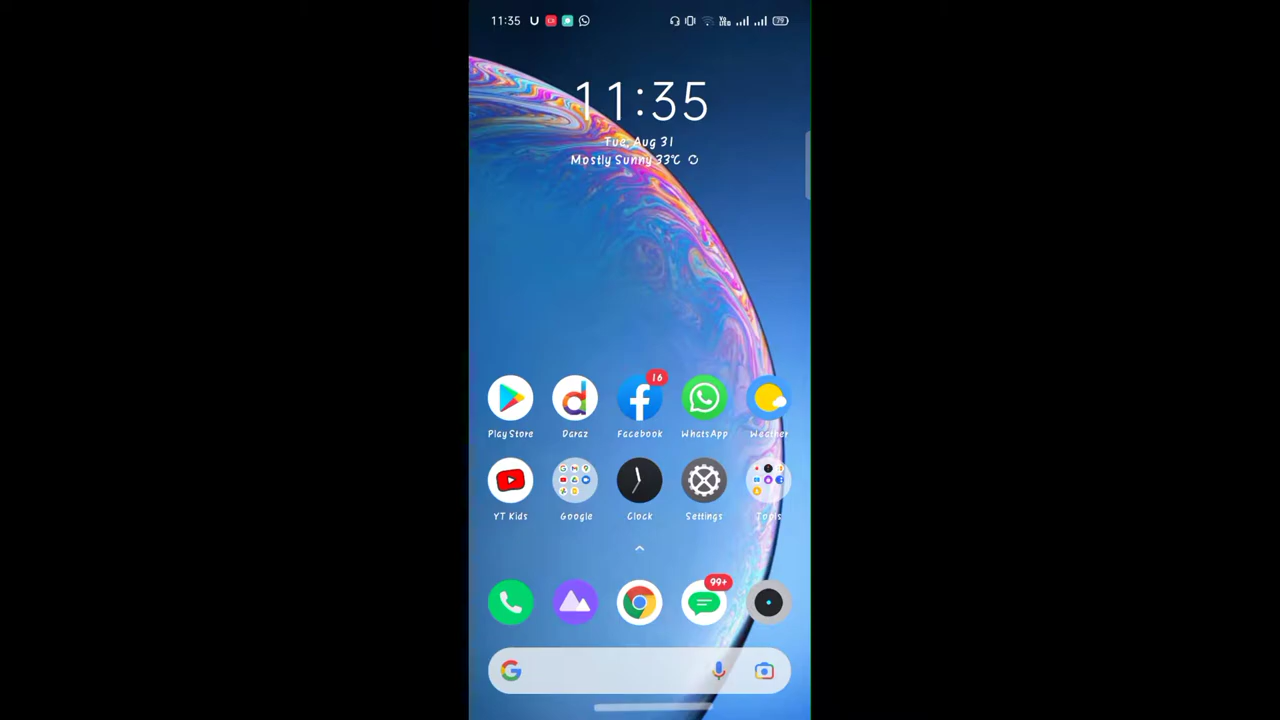 11:35
79
11:35
Tue, Aug 31
Mostly Sunny 33°C
16
Play Store Daraz Facebook WhatsApp Weather
YT Kids Google Clock Settings Tools
99+